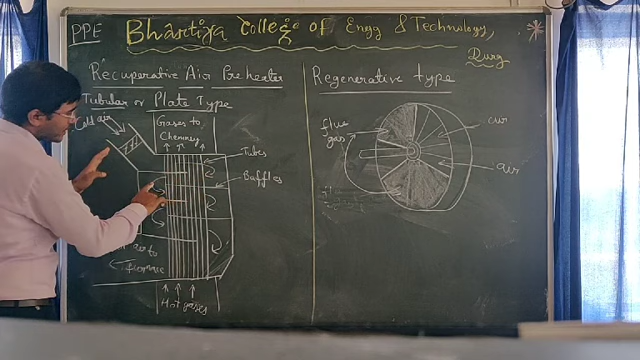 PPE
Bhartiya College of Engg & Technology,
Durg
Recuperative Air Preheater
Tubular or Plate Type
Cold air
Gases to
Chemney
Tubes
Baffles
air to
furnace
Hot gases
Regenerative type
flue
gas
air
air